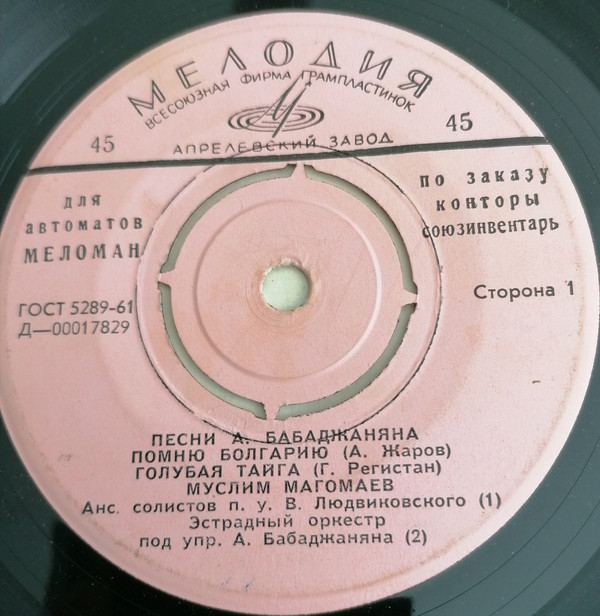 МЕЛОДИЯ
ВСЕСОЮЗНАЯ ФИРМА ГРАМПЛАСТИНОК
45
45
АПРЕЛЕВСКИЙ ЗАВОД
для
автоматов
МЕЛОМАН
по заказу
конторы
союзинвентарь
ГОСТ 5289-61
Д—00017829
Сторона 1
ПЕСНИ А. БАБАДЖАНЯНА
ПОМНЮ БОЛГАРИЮ (А. Жаров)
ГОЛУБАЯ ТАЙГА (Г. Регистан)
МУСЛИМ МАГОМАЕВ
Анс. солистов п. у. В. Людвиковского (1)
Эстрадный оркестр
под упр. А. Бабаджаняна (2)